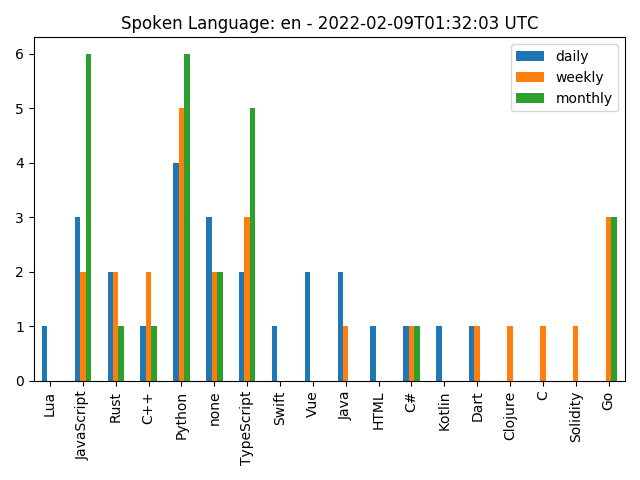 Spoken Language: en - 2022-02-09T01:32:03 UTC
daily
weekly
monthly
6
5
4
3
2
1
0
Lua
JavaScript
Rust
C++
Python
none
TypeScript
Swift
Vue
Java
HTML
C#
Kotlin
Dart
Clojure
C
Solidity
Go